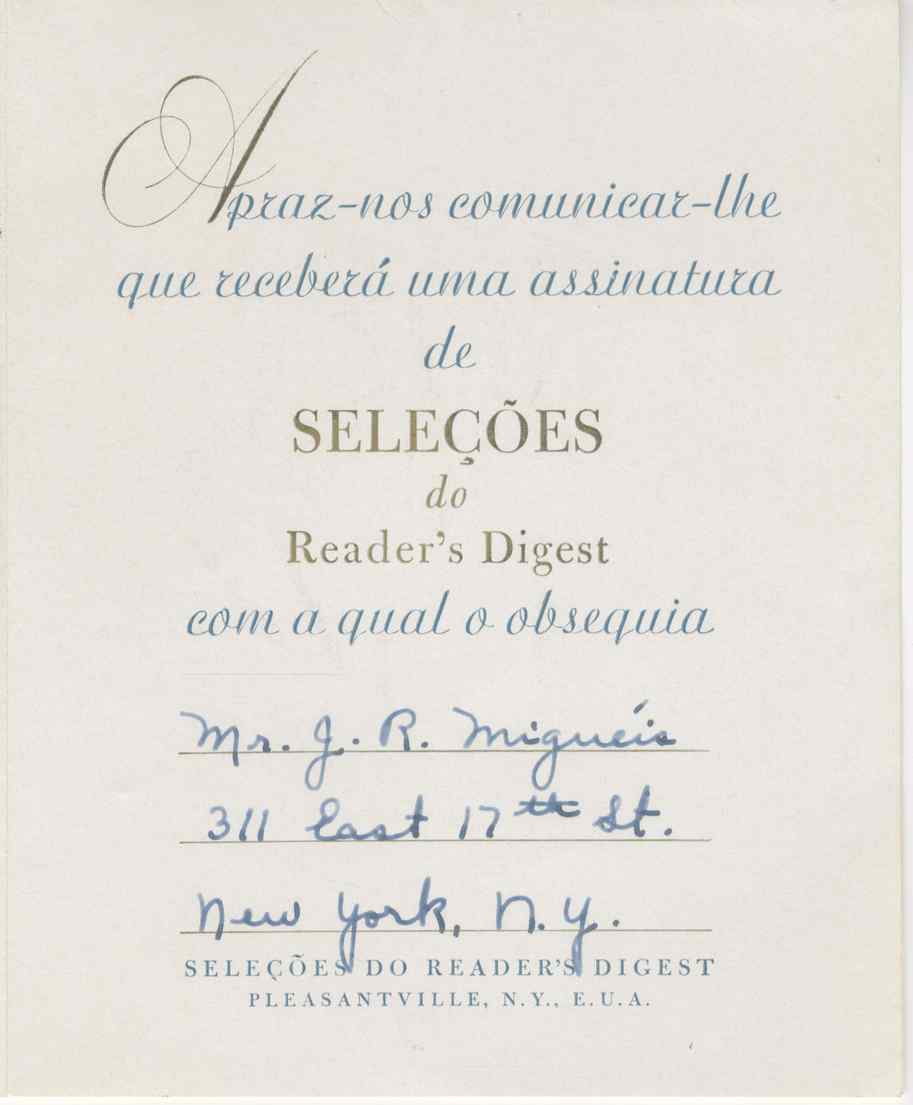 Apraz-nos comunicar-lhe
que receberá uma assinatura
de
SELEÇÕES
do
Reader's Digest
com a qual o obsequia
Mr. J. R. Miguéis
311 East 17th St.
New York, N.Y.
SELEÇÕES DO READER'S DIGEST
PLEASANTVILLE, N.Y., E.U.A.